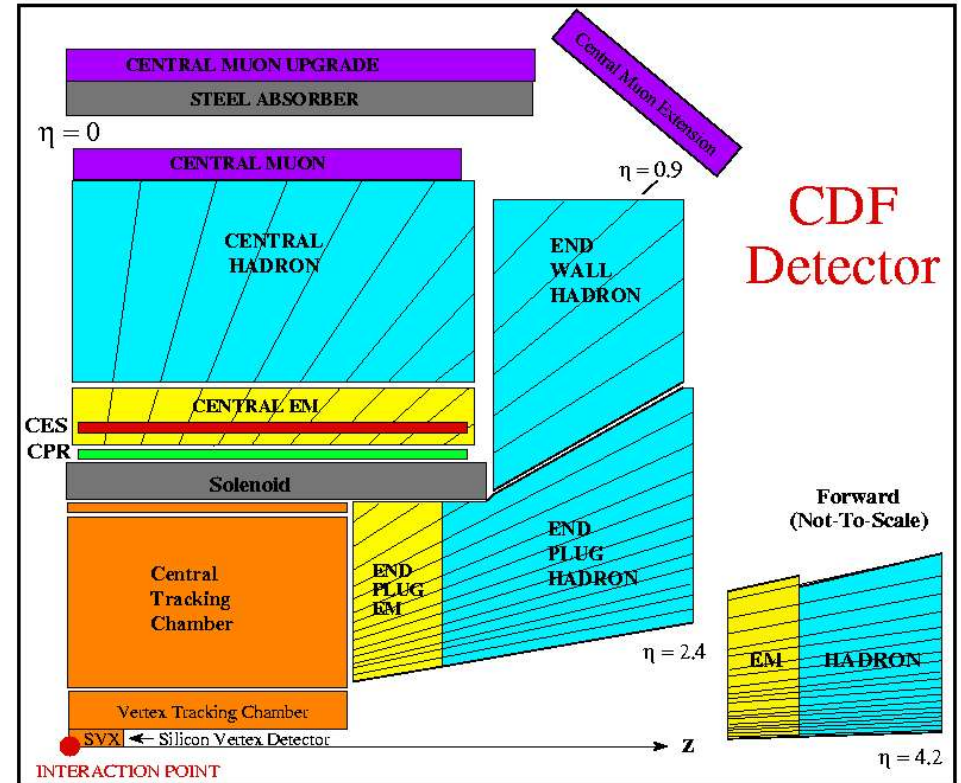 CENTRAL MUON UPGRADE
STEEL ABSORBER
Central Muon Extension
η = 0
CENTRAL MUON
η = 0.9
CDF
Detector
CENTRAL
HADRON
END
WALL
HADRON
CENTRAL EM
CES
CPR
Solenoid
Forward
(Not-To-Scale)
Central
Tracking
Chamber
END
PLUG
EM
END
PLUG
HADRON
η = 2.4
EM
HADRON
Vertex Tracking Chamber
SVX
Silicon Vertex Detector
Z
η = 4.2
INTERACTION POINT